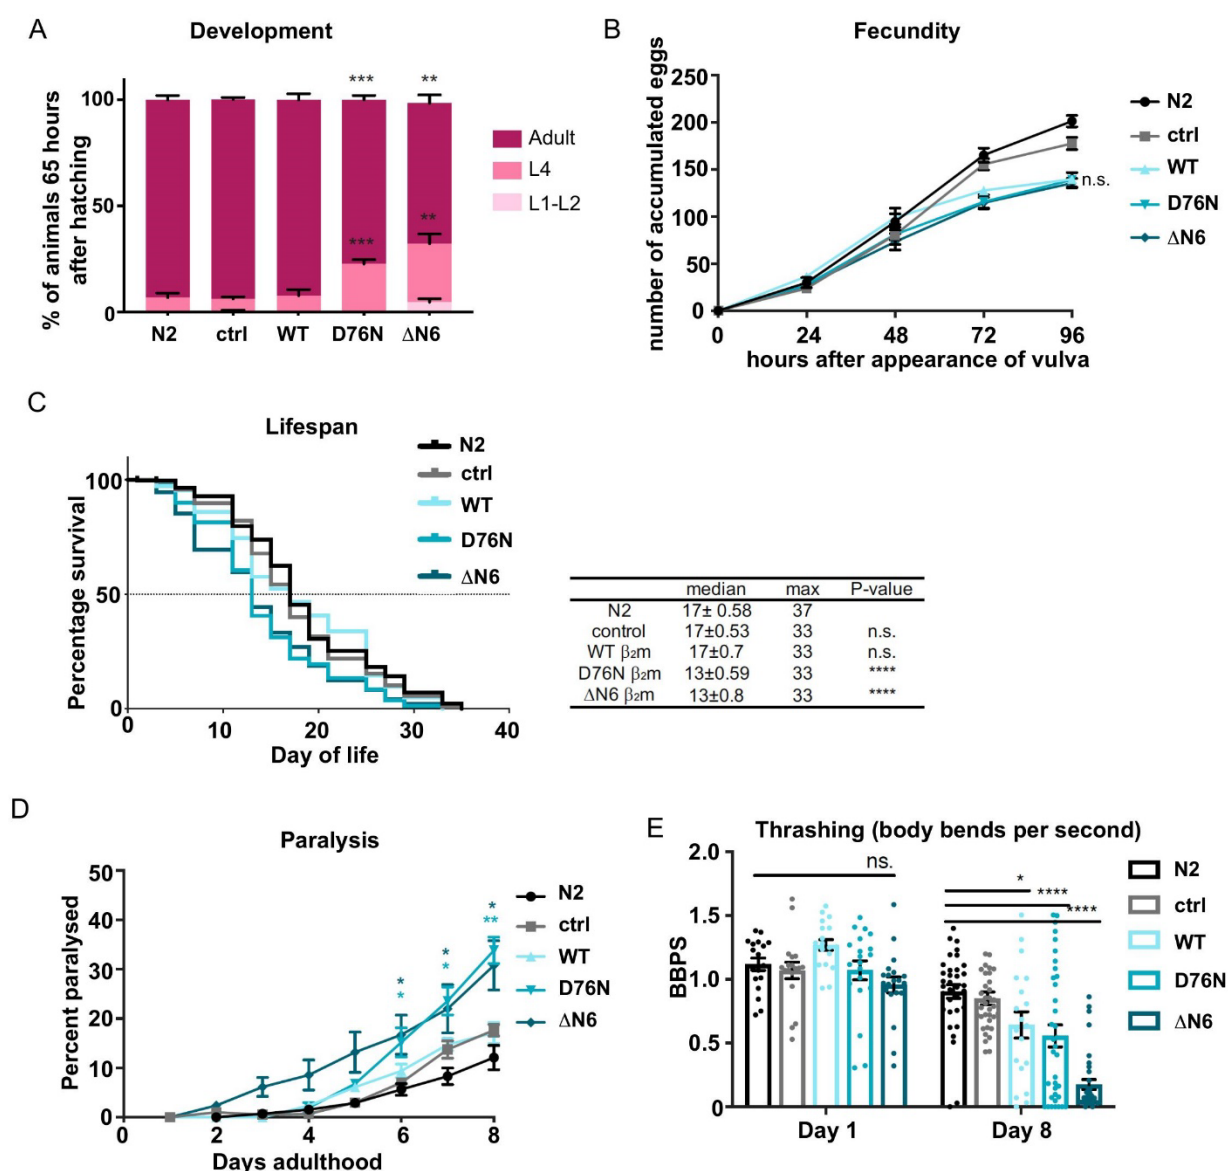 A
Development
% of animals 65 hours
after hatching
100
50
0
***
**
***
**
N2
ctrl
WT
D76N
ΔN6
Adult
L4
L1-L2
B
Fecundity
number of accumulated eggs
250
200
150
100
50
0
0
24
48
72
96
hours after appearance of vulva
n.s.
N2
ctrl
WT
D76N
ΔN6
C
Lifespan
Percentage survival
100
50
0
0
10
20
30
40
Day of life
N2
ctrl
WT
D76N
ΔN6
median max P-value
N2 17± 0.58 37
control 17±0.53 33 n.s.
WT β₂m 17±0.7 33 n.s.
D76N β₂m 13±0.59 33 ****
ΔN6 β₂m 13±0.8 33 ****
D
Paralysis
Percent paralysed
50
40
30
20
10
0
0
2
4
6
8
Days adulthood
*
*
*
*
*
**
N2
ctrl
WT
D76N
ΔN6
E
Thrashing (body bends per second)
BBPS
2.0
1.5
1.0
0.5
0
ns.
*
****
****
Day 1
Day 8
N2
ctrl
WT
D76N
ΔN6